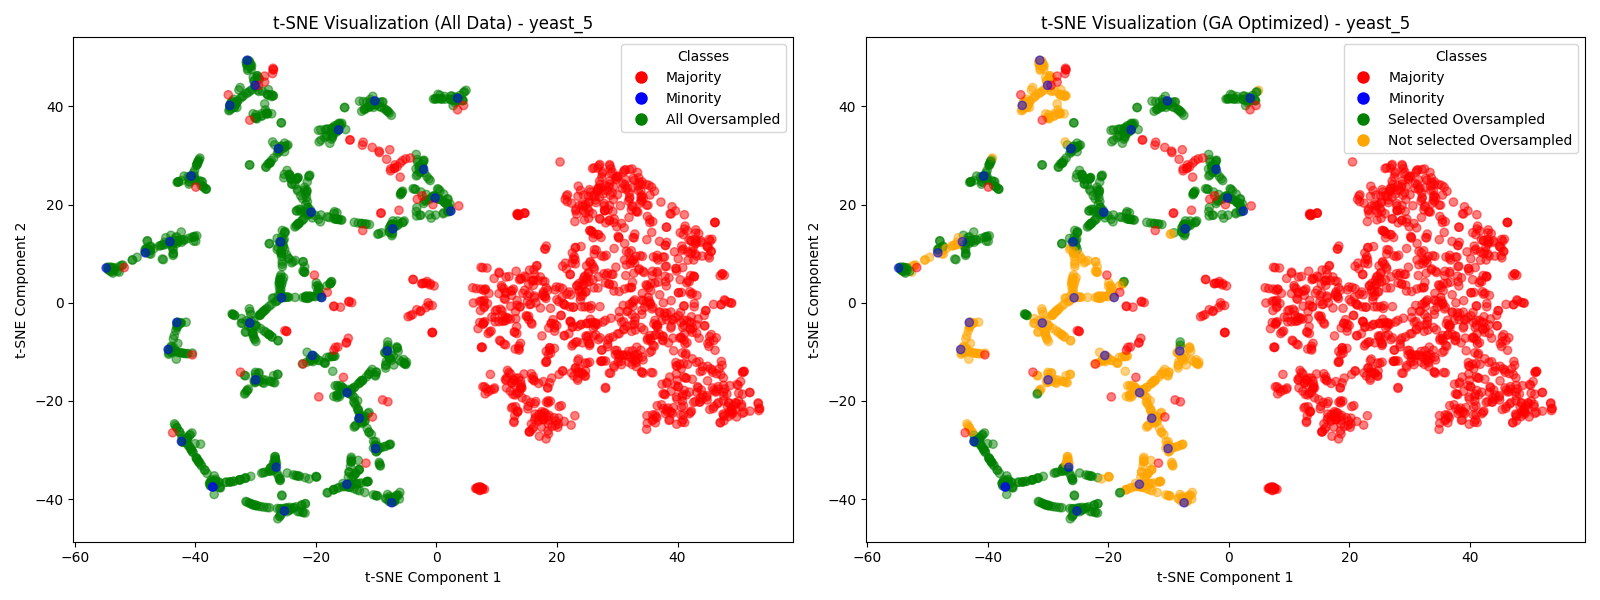 t-SNE Visualization (All Data) - yeast_5
Classes
Majority
Minority
All Oversampled
t-SNE Component 2
40
20
0
−20
−40
−60
−40
−20
0
20
40
t-SNE Component 1
t-SNE Visualization (GA Optimized) - yeast_5
Classes
Majority
Minority
Selected Oversampled
Not selected Oversampled
t-SNE Component 2
40
20
0
−20
−40
−60
−40
−20
0
20
40
t-SNE Component 1